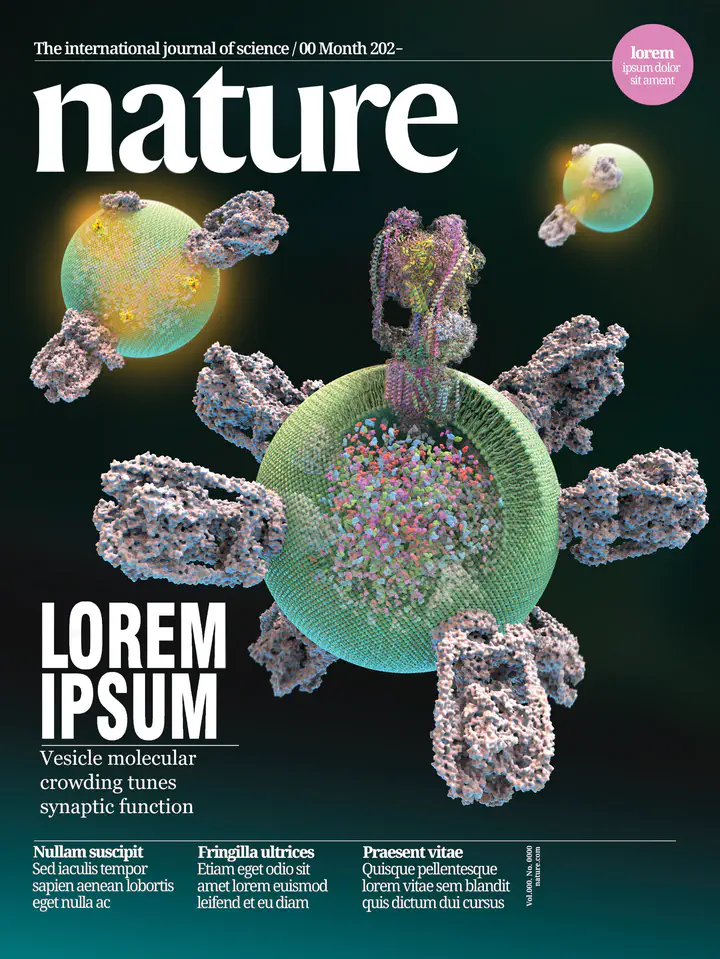 The international journal of science / 00 Month 202–
lorem
ipsum dolor
sit ament
nature
LOREM
IPSUM
Vesicle molecular
crowding tunes
synaptic function
Nullam suscipit
Sed iaculis tempor
sapien aenean lobortis
eget nulla ac
Fringilla ultrices
Etiam eget odio sit
amet lorem euismod
leifend et eu diam
Praesent vitae
Quisque pellentesque
lorem vitae sem blandit
quis dictum dui cursus
Vol.000, No. 0000
nature.com